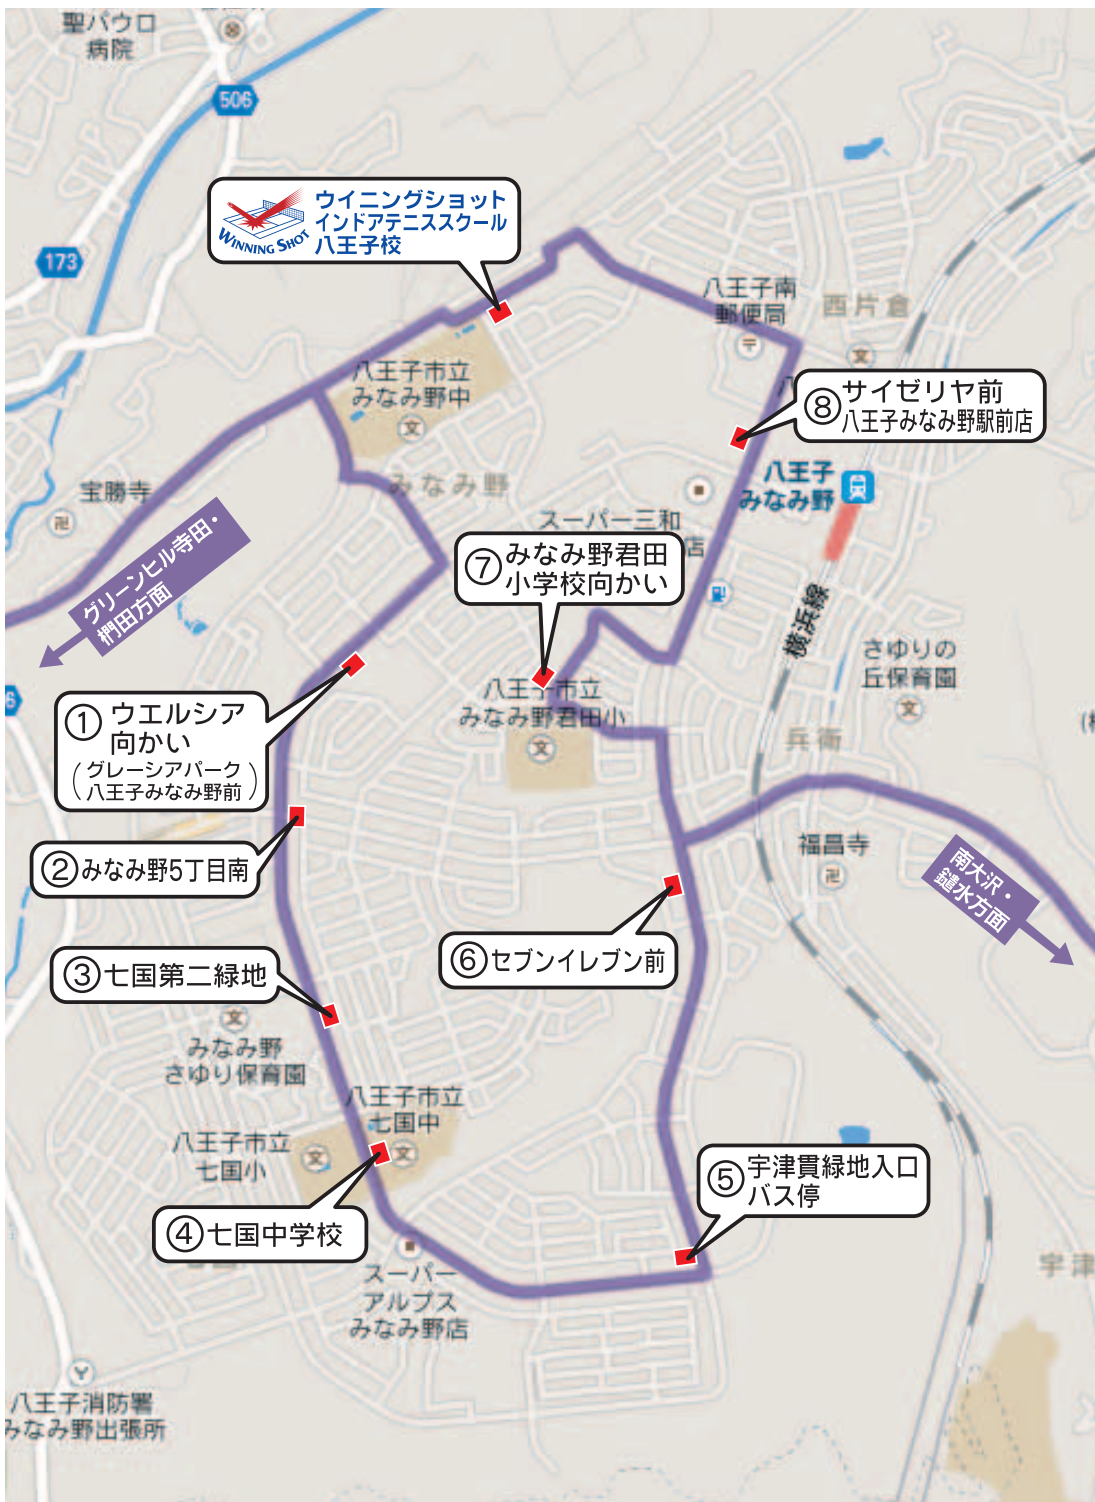 聖パウロ
病院
506
ウイニングショット
インドアテニススクール
八王子校
WINNING SHOT
173
八王子南
郵便局
西片倉
八王子市立
みなみ野中
⑧サイゼリヤ前
八王子みなみ野駅前店
八王子
みなみ野
みなみ野
宝勝寺
スーパー三和
店
⑦みなみ野君田
小学校向かい
グリーンヒル寺田・
椚田方面
横浜線
さゆりの
丘保育園
八王子市立
みなみ野君田小
①ウエルシア
向かい
(グレーシアパーク
八王子みなみ野前)
兵衛
②みなみ野5丁目南
福昌寺
南大沢・
鑓水方面
⑥セブンイレブン前
③七国第二緑地
みなみ野
さゆり保育園
八王子市立
七国中
八王子市立
七国小
⑤宇津貫緑地入口
バス停
④七国中学校
スーパー
アルプス
みなみ野店
宇津
八王子消防署
みなみ野出張所